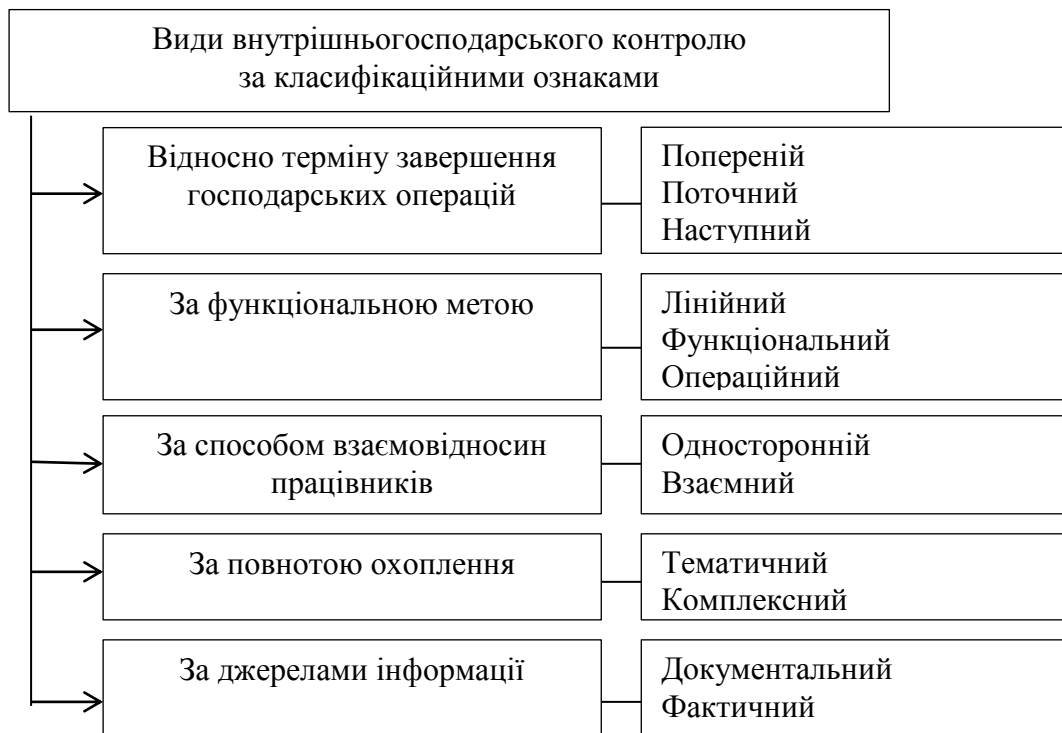 Види внутрішньогосподарського контролю
за класифікаційними ознаками
Відносно терміну завершення
господарських операцій
Попереній
Поточний
Наступний
За функціональною метою
Лінійний
Функціональний
Операційний
За способом взаємовідносин
працівників
Односторонній
Взаємний
За повнотою охоплення
Тематичний
Комплексний
За джерелами інформації
Документальний
Фактичний